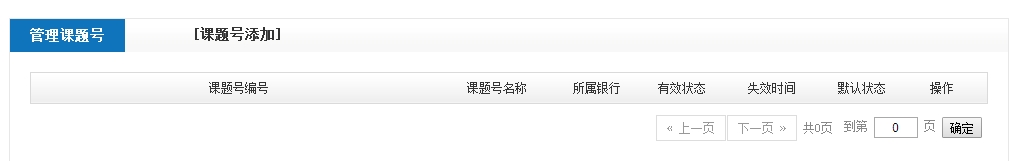 管理课题号 [课题号添加]
课题号编号 课题号名称 所属银行 有效状态 失效时间 默认状态 操作
« 上一页 下一页 » 共0页 到第 0 页 确定